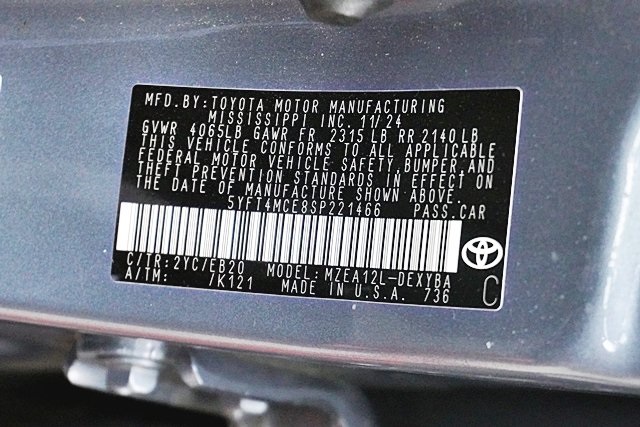 MFD. BY: TOYOTA MOTOR MANUFACTURING
MISSISSIPPI INC. 11/24
GVWR 4065LB GAWR FR 2315 LB RR 2140 LB
THIS VEHICLE CONFORMS TO ALL APPLICABLE
FEDERAL MOTOR VEHICLE SAFETY, BUMPER, AND
THEFT PREVENTION STANDARDS IN EFFECT ON
THE DATE OF MANUFACTURE SHOWN ABOVE.
5YFT4MCE8SP221466 PASS. CAR
C/TR: 2YC/EB20 MODEL: MZEA12L-DEXYBA
A/TM: /K121 MADE IN U.S.A. 736 C